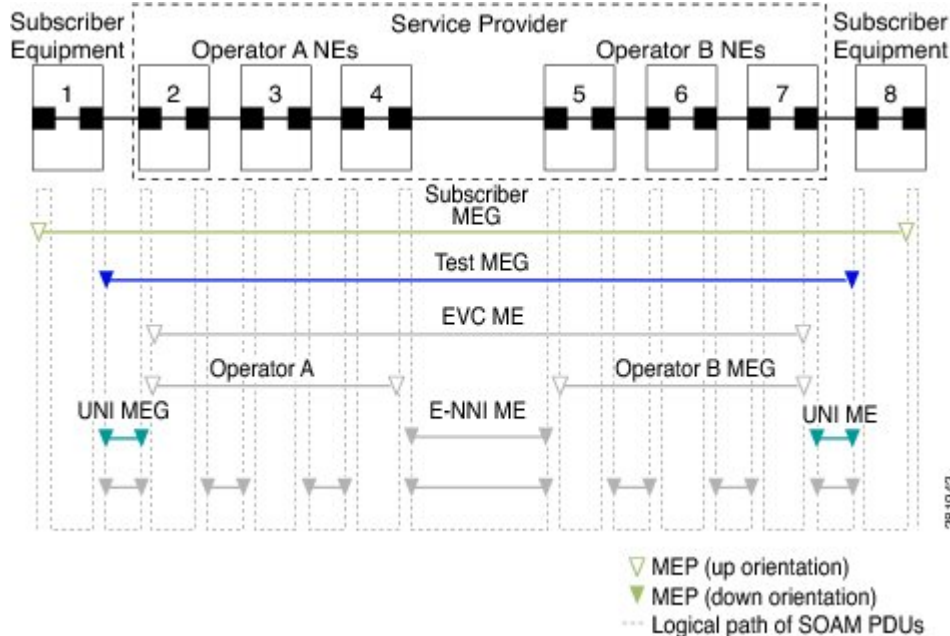 Subscriber Equipment
Service Provider
Subscriber Equipment
Operator A NEs
Operator B NEs
1
2
3
4
5
6
7
8
Subscriber MEG
Test MEG
EVC ME
Operator A
Operator B MEG
UNI MEG
E-NNI ME
UNI ME
MEP (up orientation)
MEP (down orientation)
Logical path of SOAM PDUs